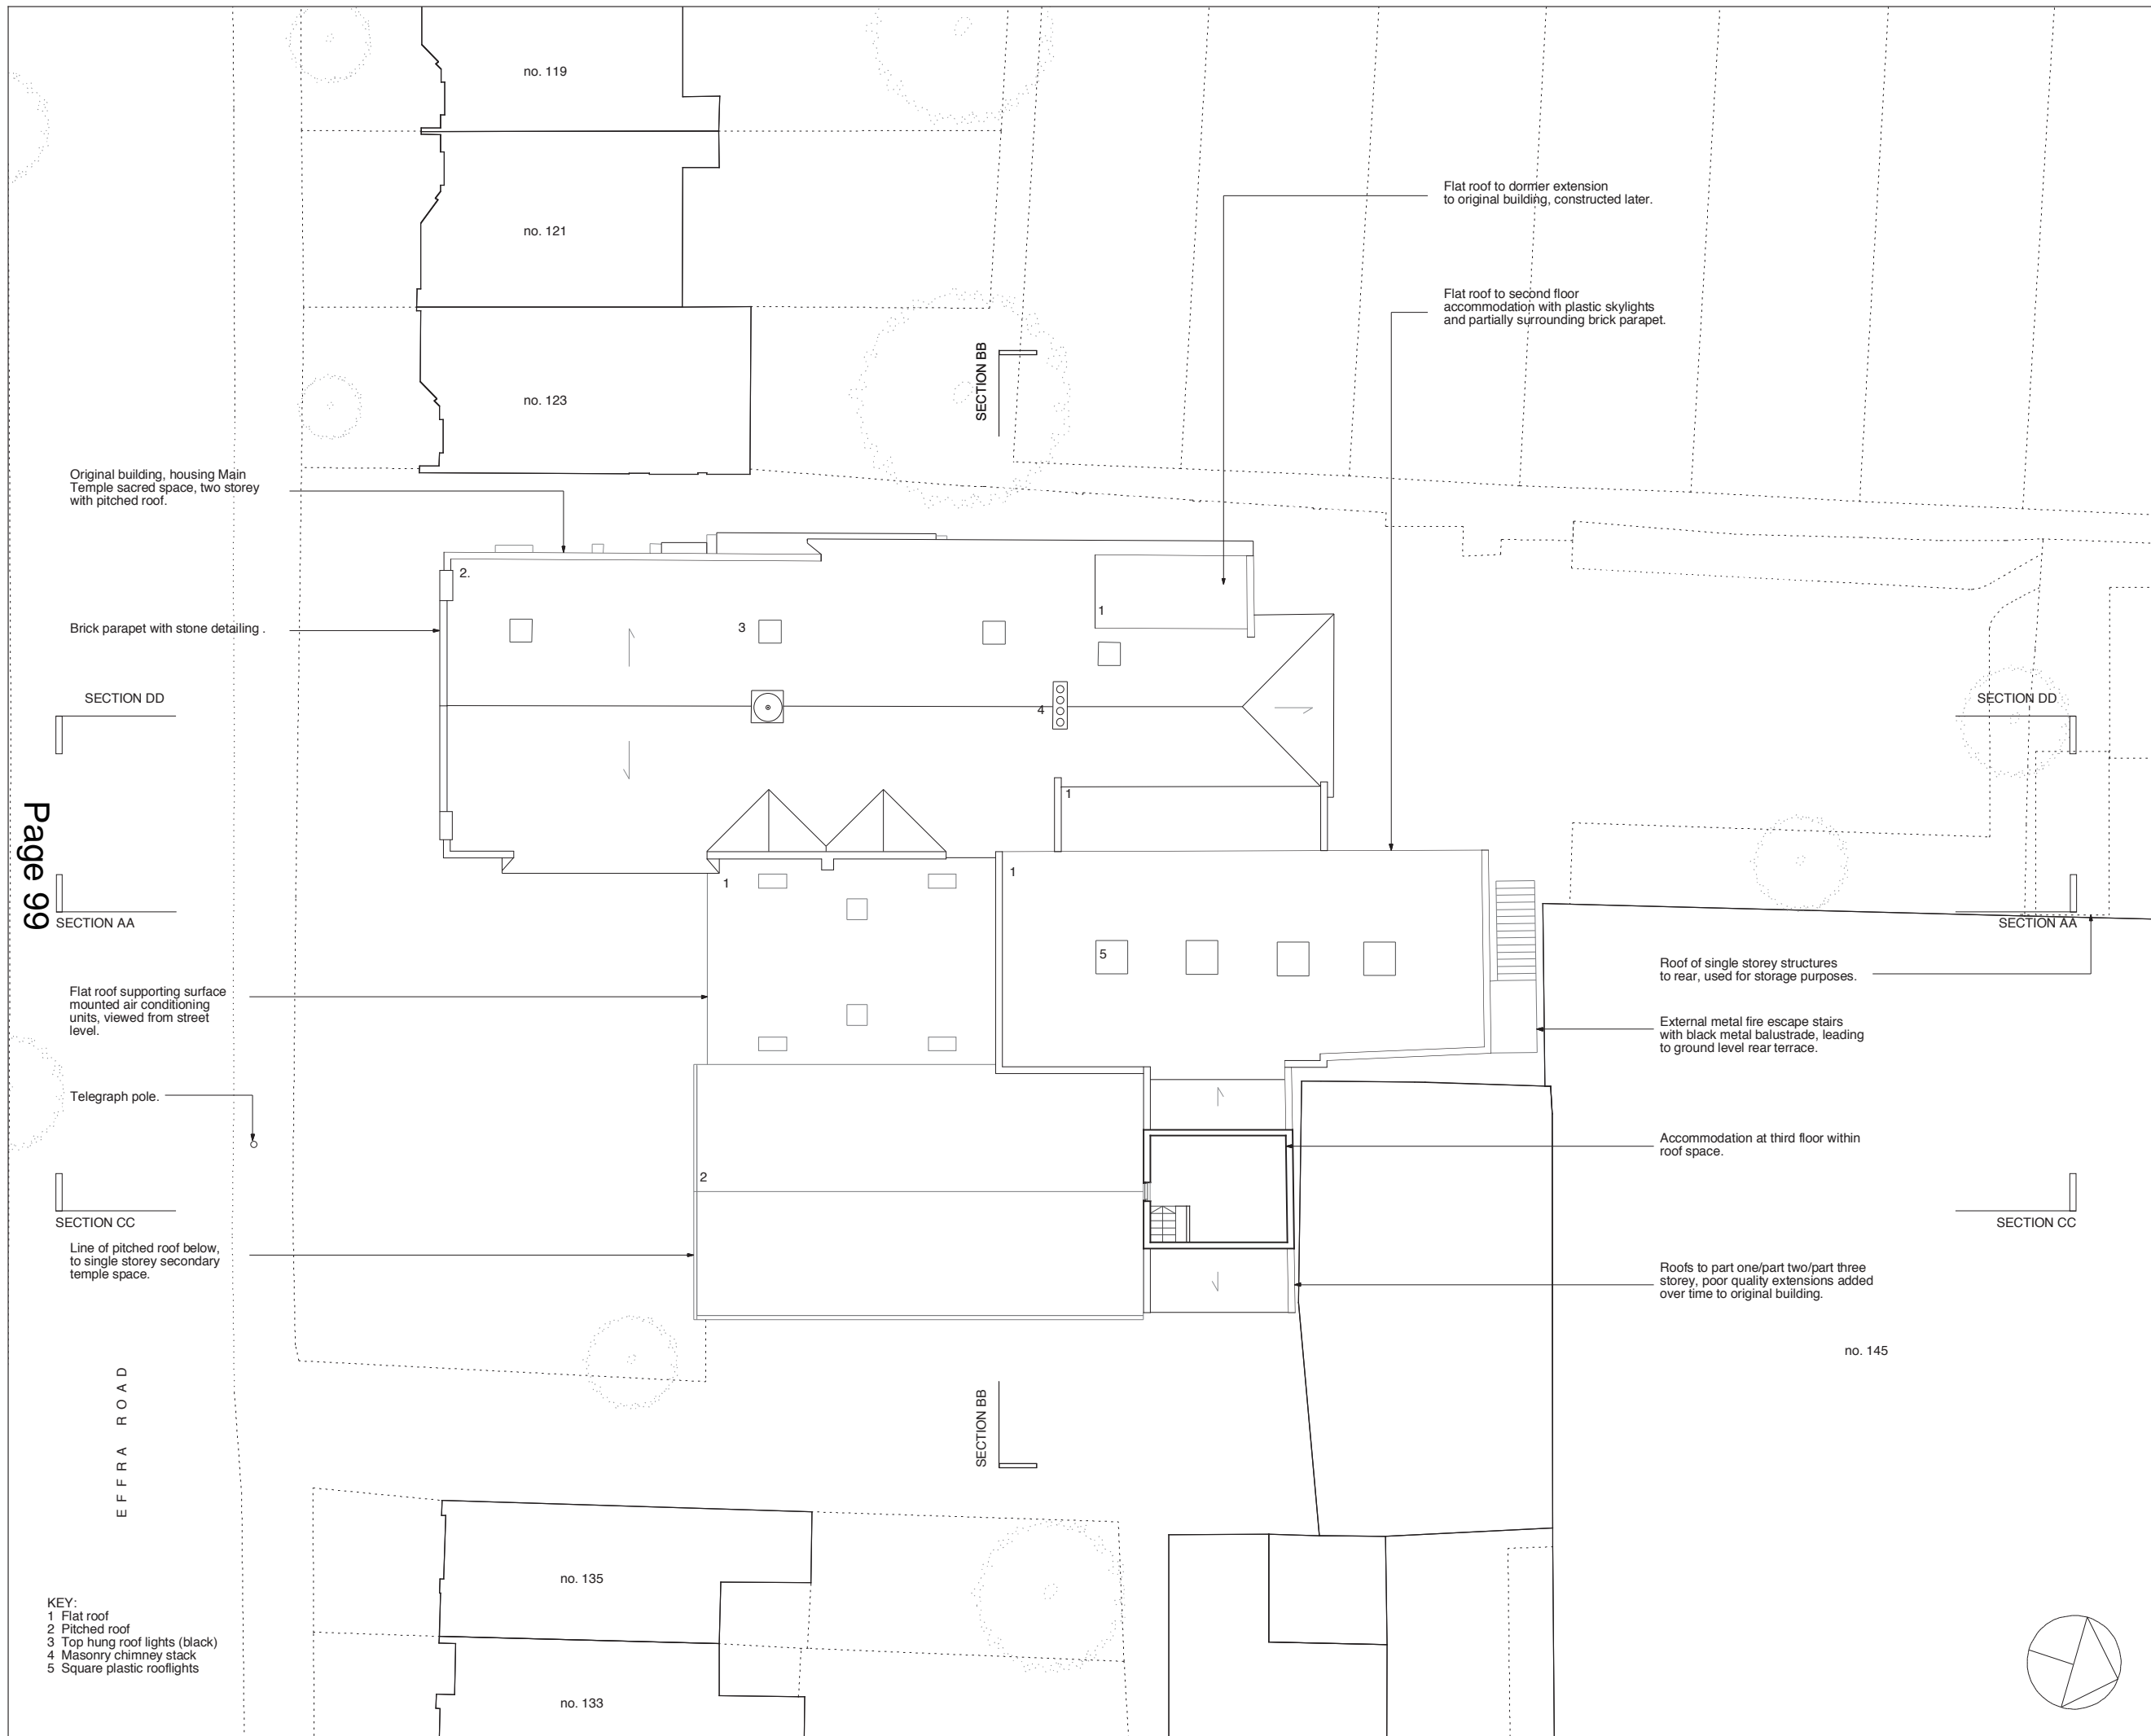 no. 119
no. 121
no. 123
Flat roof to dormer extension
to original building, constructed later.
Flat roof to second floor
accommodation with plastic skylights
and partially surrounding brick parapet.
SECTION BB
Original building, housing Main
Temple sacred space, two storey
with pitched roof.
2.
1
3
Brick parapet with stone detailing .
SECTION DD
SECTION DD
4
1
Page 99
1
1
SECTION AA
SECTION AA
5
Flat roof supporting surface
mounted air conditioning
units, viewed from street
level.
Roof of single storey structures
to rear, used for storage purposes.
External metal fire escape stairs
with black metal balustrade, leading
to ground level rear terrace.
Telegraph pole.
Accommodation at third floor within
roof space.
2
SECTION CC
SECTION CC
Line of pitched roof below,
to single storey secondary
temple space.
Roofs to part one/part two/part three
storey, poor quality extensions added
over time to original building.
no. 145
EFFRA ROAD
SECTION BB
no. 135
no. 133
KEY:
1 Flat roof
2 Pitched roof
3 Top hung roof lights (black)
4 Masonry chimney stack
5 Square plastic rooflights